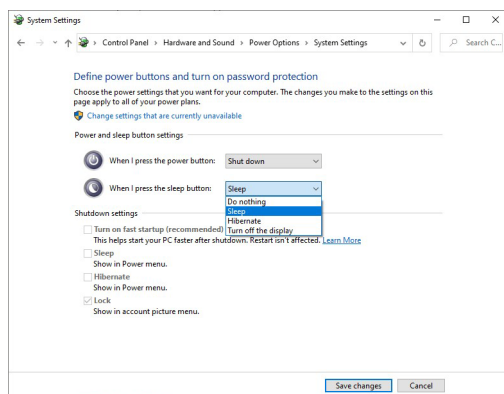 System Settings
Control Panel > Hardware and Sound > Power Options > System Settings
Search C...
Define power buttons and turn on password protection
Choose the power settings that you want for your computer. The changes you make to the settings on this
page apply to all of your power plans.
Change settings that are currently unavailable
Power and sleep button settings
When I press the power button: Shut down
When I press the sleep button: Sleep
Do nothing
Sleep
Hibernate
Turn off the display
Shutdown settings
Turn on fast startup (recommended)
This helps start your PC faster after shutdown. Restart isn't affected. Learn More
Sleep
Show in Power menu.
Hibernate
Show in Power menu.
Lock
Show in account picture menu.
Save changes Cancel